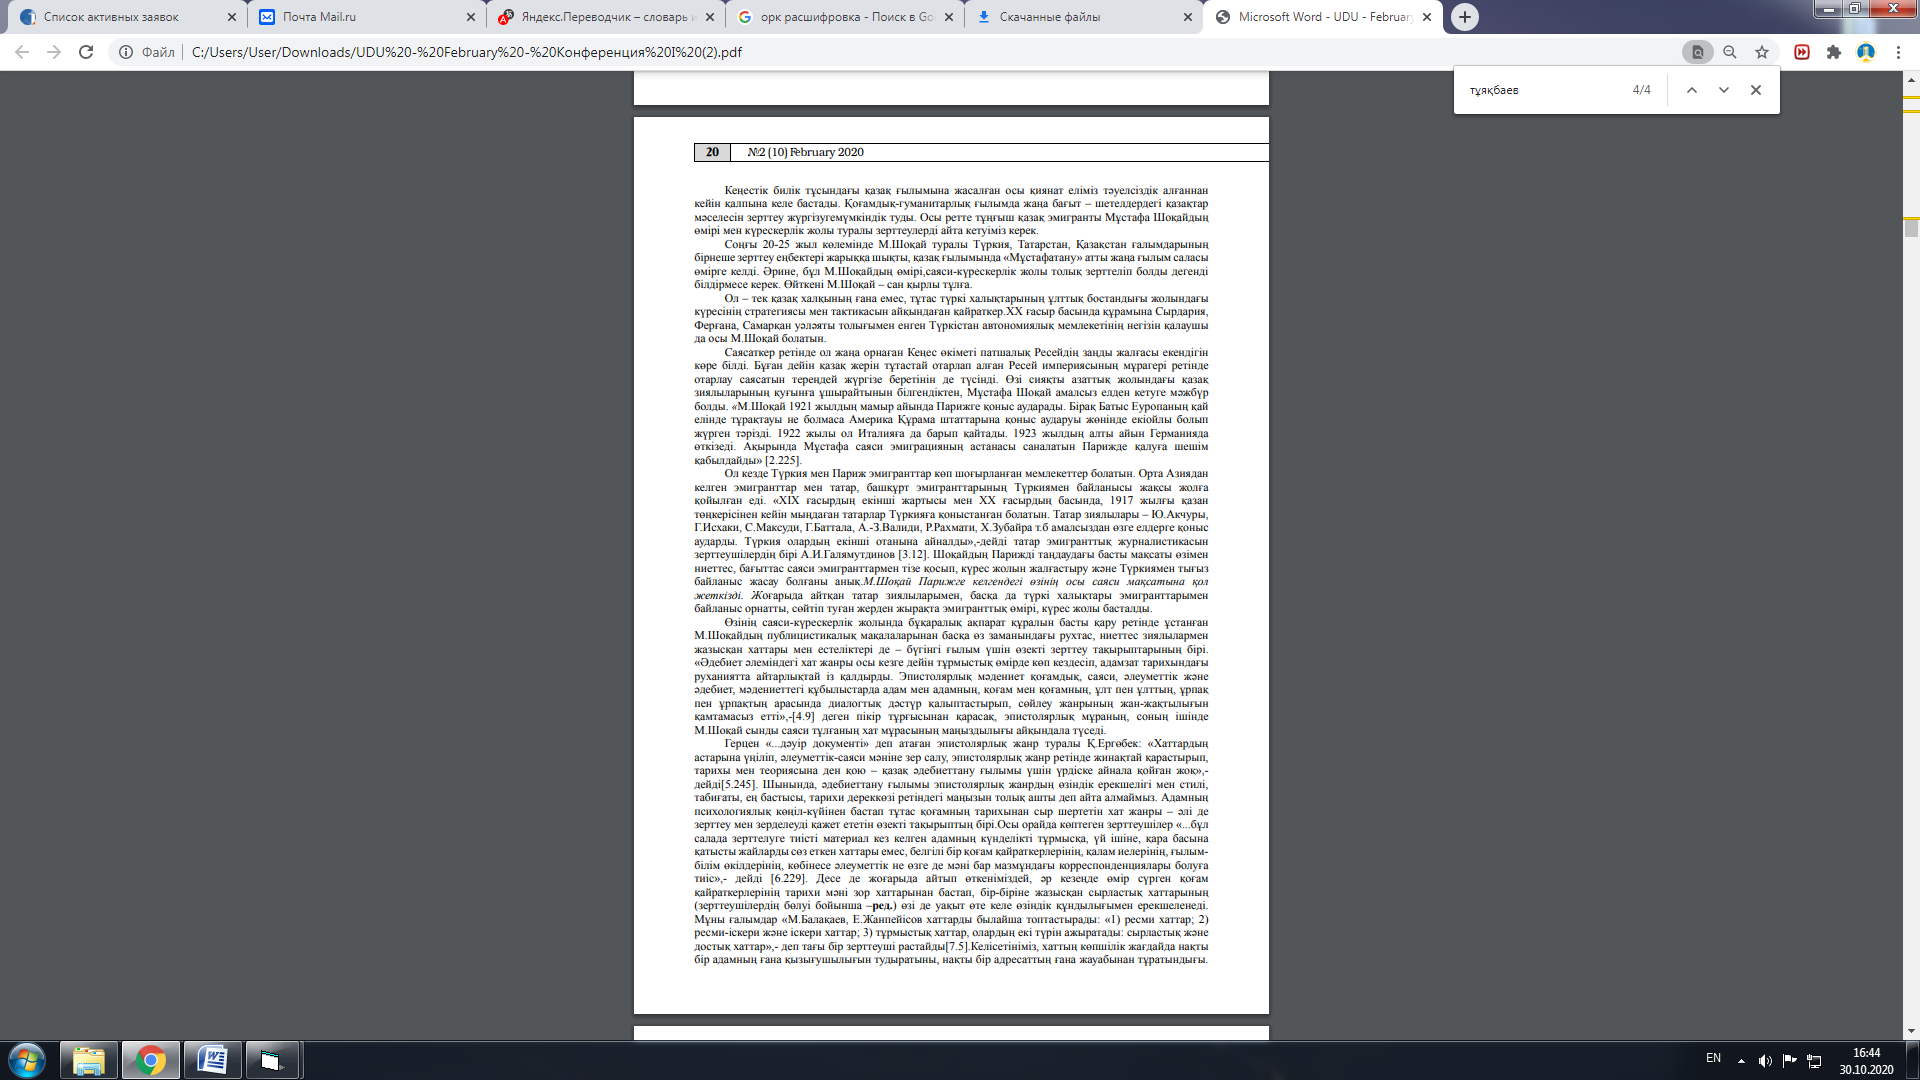 Список активных заявок
Почта Mail.ru
Яндекс.Переводчик – словарь и
орк расшифровка - Поиск в Go
Скачанные файлы
Microsoft Word - UDU - February
Файл
C:/Users/User/Downloads/UDU%20-%20February%20-%20Конференция%20I%20(2).pdf
тұяқбаев 4/4
20 №2 (10) February 2020
Кеңестік билік тұсындағы қазақ ғылымына жасалған осы қиянат еліміз тәуелсіздік алғаннан
кейін қалпына келе бастады. Қоғамдық-гуманитарлық ғылымда жаңа бағыт – шетелдердегі қазақтар
мәселесін зерттеу жүргізугемүмкіндік туды. Осы ретте тұңғыш қазақ эмигранты Мұстафа Шоқайдың
өмірі мен күрескерлік жолы туралы зерттеулерді айта кетуіміз керек.
Соңғы 20-25 жыл көлемінде М.Шоқай туралы Түркия, Татарстан, Қазақстан ғалымдарының
бірнеше зерттеу еңбектері жарыққа шықты, қазақ ғылымында «Мұстафатану» атты жаңа ғылым саласы
өмірге келді. Әрине, бұл М.Шоқайдың өмірі,саяси-күрескерлік жолы толық зерттеліп болды дегенді
білдірмесе керек. Өйткені М.Шоқай – сан қырлы тұлға.
Ол – тек қазақ халқының ғана емес, тұтас түркі халықтарының ұлттық бостандығы жолындағы
күресінің стратегиясы мен тактикасын айқындаған қайраткер.ХХ ғасыр басында құрамына Сырдария,
Ферғана, Самарқан уәләяты толығымен енген Түркістан автономиялық мемлекетінің негізін қалаушы
да осы М.Шоқай болатын.
Саясаткер ретінде ол жаңа орнаған Кеңес өкіметі патшалық Ресейдің заңды жалғасы екендігін
көре білді. Бұған дейін қазақ жерін тұтастай отарлап алған Ресей империясының мұрагері ретінде
отарлау саясатын тереңдей жүргізе беретінін де түсінді. Өзі сияқты азаттық жолындағы қазақ
зиялыларының қуғынға ұшырайтынын білгендіктен, Мұстафа Шоқай амалсыз елден кетуге мәжбүр
болды. «М.Шоқай 1921 жылдың мамыр айында Парижге қоныс аударады. Бірақ Батыс Еуропаның қай
елінде тұрақтауы не болмаса Америка Құрама штаттарына қоныс аударуы жөнінде екіойлы болып
жүрген тәрізді. 1922 жылы ол Италияға да барып қайтады. 1923 жылдың алты айын Германияда
өткізеді. Ақырында Мұстафа саяси эмиграцияның астанасы саналатын Парижде қалуға шешім
қабылдайды» [2.225].
Ол кезде Түркия мен Париж эмигранттар көп шоғырланған мемлекеттер болатын. Орта Азиядан
келген эмигранттар мен татар, башқұрт эмигранттарының Түркиямен байланысы жақсы жолға
қойылған еді. «ХІХ ғасырдың екінші жартысы мен ХХ ғасырдың басында, 1917 жылғы қазан
төңкерісінен кейін мыңдаған татарлар Түркияға қоныстанған болатын. Татар зиялылары – Ю.Акчуры,
Г.Исхаки, С.Максуди, Г.Баттала, А.-З.Валиди, Р.Рахмати, Х.Зубайра т.б амалсыздан өзге елдерге қоныс
аударды. Түркия олардың екінші отанына айналды»,-дейді татар эмигранттық журналистикасын
зерттеушілердің бірі А.И.Галямутдинов [3.12]. Шоқайдың Парижді таңдаудағы басты мақсаты өзімен
ниеттес, бағыттас саяси эмигранттармен тізе қосып, күрес жолын жалғастыру және Түркиямен тығыз
байланыс жасау болғаны анық.М.Шоқай Парижге келгендегі өзінің осы саяси мақсатына қол
жеткізді. Жоғарыда айтқан татар зиялыларымен, басқа да түркі халықтары эмигранттарымен
байланыс орнатты, сөйтіп туған жерден жырақта эмигранттық өмірі, күрес жолы басталды.
Өзінің саяси-күрескерлік жолында бұқаралық ақпарат құралын басты қару ретінде ұстанған
М.Шоқайдың публицистикалық мақалаларынан басқа өз заманындағы рухтас, ниеттес зиялылармен
жазысқан хаттары мен естеліктері де – бүгінгі ғылым үшін өзекті зерттеу тақырыптарының бірі.
«Әдебиет әлеміндегі хат жанры осы кезге дейін тұрмыстық өмірде көп кездесіп, адамзат тарихындағы
руханиятта айтарлықтай із қалдырды. Эпистолярлық мәдениет қоғамдық, саяси, әлеуметтік және
әдебиет, мәдениеттегі құбылыстарда адам мен адамның, қоғам мен қоғамның, ұлт пен ұлттың, ұрпақ
пен ұрпақтың арасында диалогтық дәстүр қалыптастырып, сөйлеу жанрының жан-жақтылығын
қамтамасыз етті»,-[4.9] деген пікір тұрғысынан қарасақ, эпистолярлық мұраның, соның ішінде
М.Шоқай сынды саяси тұлғаның хат мұрасының маңыздылығы айқындала түседі.
Герцен «...дәуір документі» деп атаған эпистолярлық жанр туралы Қ.Ергөбек: «Хаттардың
астарына үңіліп, әлеуметтік-саяси мәніне зер салу, эпистолярлық жанр ретінде жинақтай қарастырып,
тарихы мен теориясына ден қою – қазақ әдебиеттану ғылымы үшін үрдіске айнала қойған жоқ»,-
дейді[5.245]. Шынында, әдебиеттану ғылымы эпистолярлық жанрдың өзіндік ерекшелігі мен стилі,
табиғаты, ең бастысы, тарихи дереккөзі ретіндегі маңызын толық ашты деп айта алмаймыз. Адамның
психологиялық көңіл-күйінен бастап тұтас қоғамның тарихынан сыр шертетін хат жанры – әлі де
зерттеу мен зерделеуді қажет ететін өзекті тақырыптың бірі.Осы орайда көптеген зерттеушілер «...бұл
салада зерттелуге тиісті материал кез келген адамның күнделікті тұрмысқа, үй ішіне, қара басына
қатысты жайларды сөз еткен хаттары емес, белгілі бір қоғам қайраткерлерінің, қалам иелерінің, ғылым-
білім өкілдерінің, көбінесе әлеуметтік не өзге де мәні бар мазмұндағы корреспонденциялары болуға
тиіс»,- дейді [6.229]. Десе де жоғарыда айтып өткеніміздей, әр кезеңде өмір сүрген қоғам
қайраткерлерінің тарихи мәні зор хаттарынан бастап, бір-біріне жазысқан сырластық хаттарының
(зерттеушілердің бөлуі бойынша –ред.) өзі де уақыт өте келе өзіндік құндылығымен ерекшеленеді.
Мұны ғалымдар «М.Балақаев, Е.Жанпейісов хаттарды былайша топтастырады: «1) ресми хаттар; 2)
ресми-іскери және іскери хаттар; 3) тұрмыстық хаттар, олардың екі түрін ажыратады: сырластық және
достық хаттар»,- деп тағы бір зерттеуші растайды[7.5].Келісетініміз, хаттың көпшілік жағдайда нақты
бір адамның ғана қызығушылығын тудыратыны, нақты бір адресаттың ғана жауабынан тұратындығы.
EN
16:44
30.10.2020